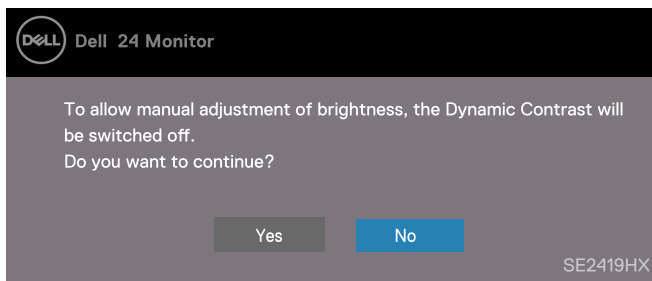 DELL Dell 24 Monitor
To allow manual adjustment of brightness, the Dynamic Contrast will
be switched off.
Do you want to continue?
Yes No
SE2419HX